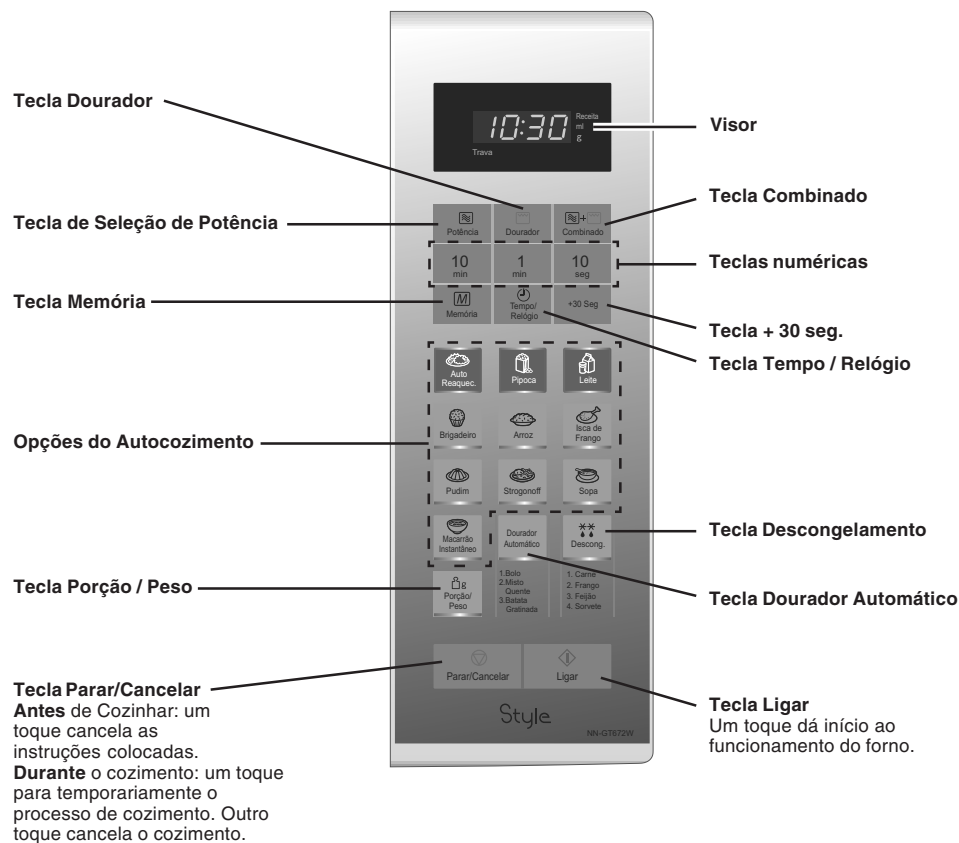 Tecla Dourador
Tecla de Seleção de Potência
Tecla Memória
Opções do Autocozimento
Tecla Porção / Peso
Tecla Parar/Cancelar
Antes de Cozinhar: um
toque cancela as
instruções colocadas.
Durante o cozimento: um toque
para temporariamente o
processo de cozimento. Outro
toque cancela o cozimento.
10:30
Receita
ml
g
Trava
Potência
Dourador
+
Combinado
10
min
1
min
10
seg
M
Memória
Tempo/
Relógio
+30 Seg
Auto
Reaquec.
Pipoca
Leite
Brigadeiro
Arroz
Isca de
Frango
Pudim
Strogonoff
Sopa
Macarrão
Instantâneo
Dourador
Automático
Descong.
g
Porção/
Peso
1.Bolo
2.Misto
Quente
3.Batata
Gratinada
1. Carne
2. Frango
3. Feijão
4. Sorvete
Parar/Cancelar
Ligar
Style
NN-GT672W
Visor
Tecla Combinado
Teclas numéricas
Tecla + 30 seg.
Tecla Tempo / Relógio
Tecla Descongelamento
Tecla Dourador Automático
Tecla Ligar
Um toque dá início ao
funcionamento do forno.